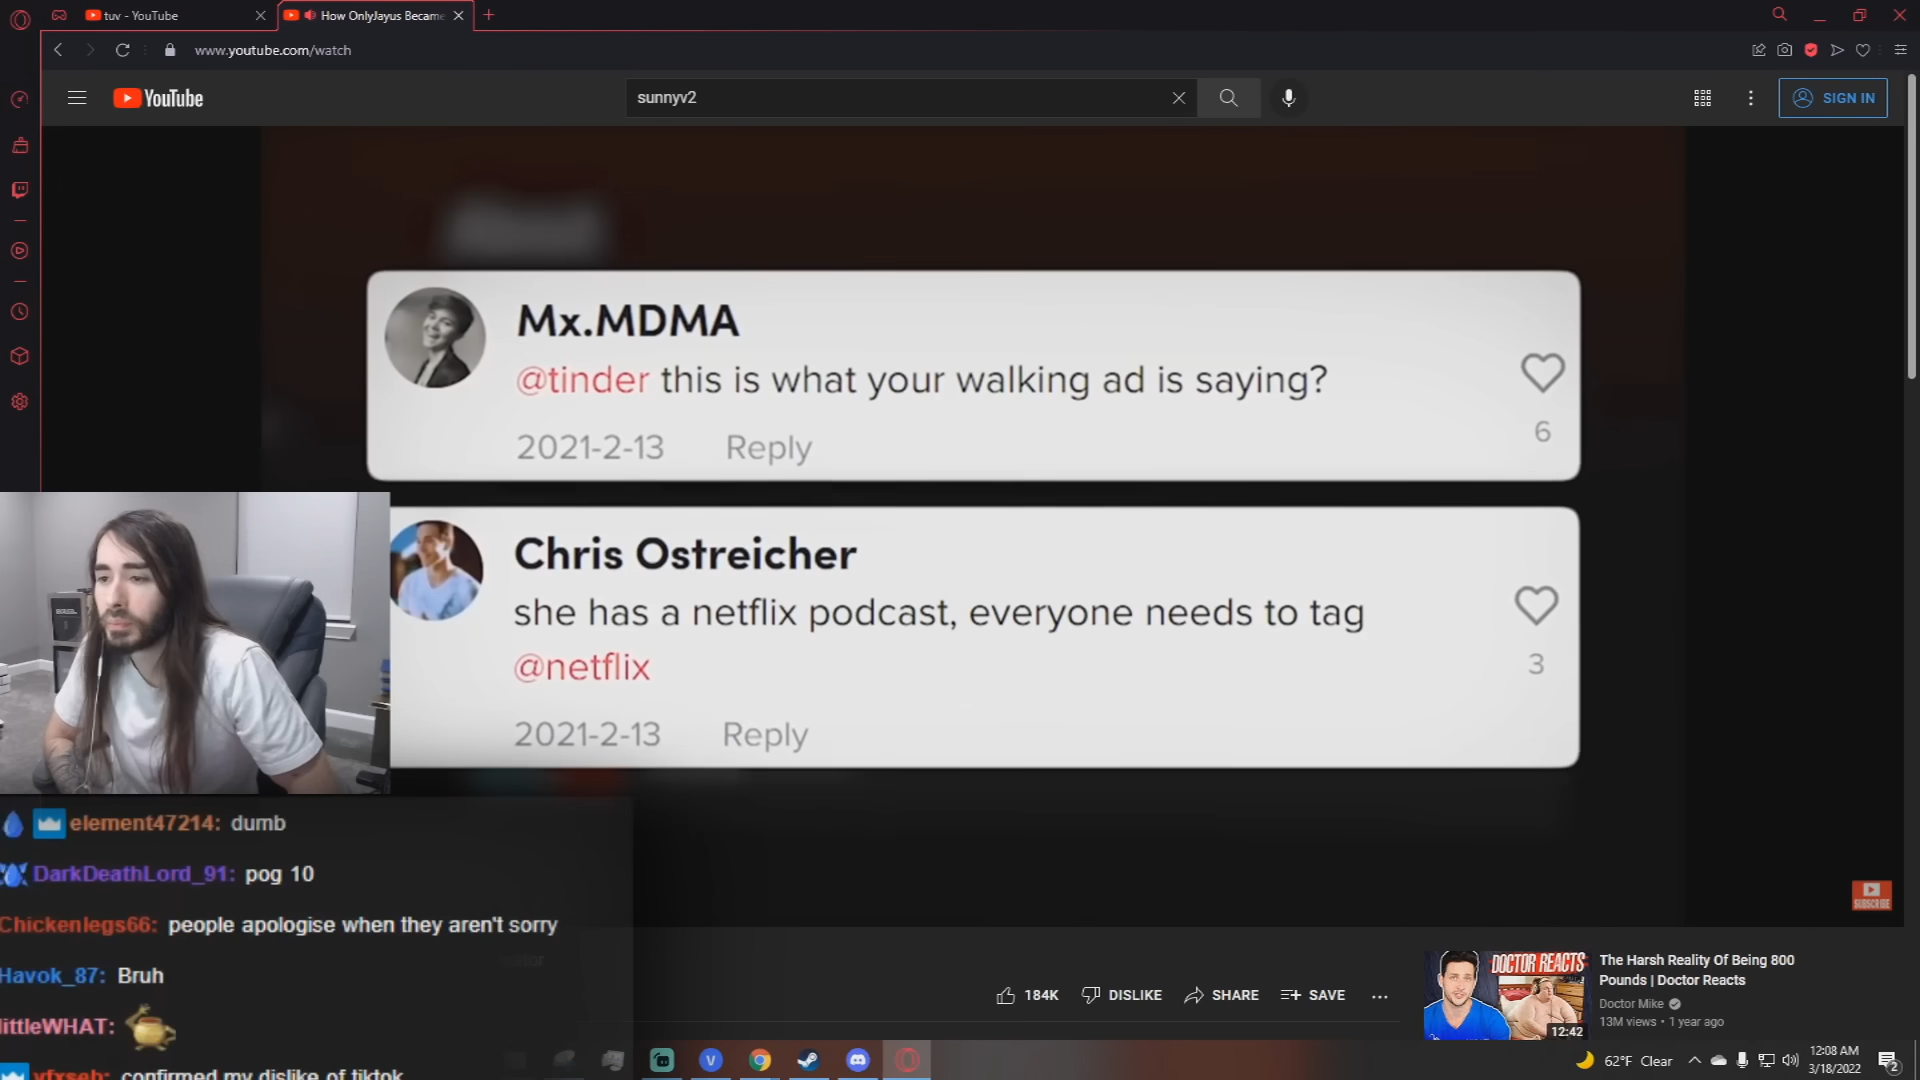 tuv - YouTube
How OnlyJayus Became
www.youtube.com/watch
YouTube
sunnyv2
SIGN IN
Mx.MDMA
@tinder this is what your walking ad is saying?
2021-2-13 Reply
6
Chris Ostreicher
she has a netflix podcast, everyone needs to tag
@netflix
3
2021-2-13 Reply
element47214: dumb
DarkDeathLord_91: pog 10
Chickenlegs66: people apologise when they aren't sorry
Havok_87: Bruh
littleWHAT:
confirmed my dislike of tiktok
SUBSCRIBE
184K DISLIKE SHARE SAVE
DOCTOR REACTS
12:42
The Harsh Reality Of Being 800
Pounds | Doctor Reacts
Doctor Mike
13M views • 1 year ago
62°F Clear
12:08 AM
3/18/2022
2